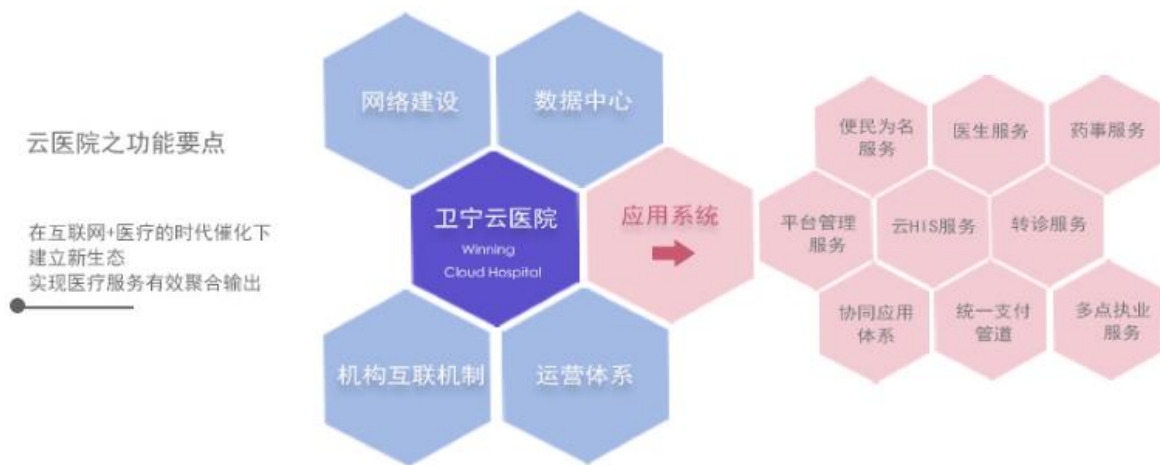 云医院之功能要点
在互联网+医疗的时代催化下
建立新生态
实现医疗服务有效聚合输出
网络建设
数据中心
卫宁云医院
Winning
Cloud Hospital
应用系统
机构互联机制
运营体系
便民为名
服务
医生服务
药事服务
平台管理
服务
云HIS服务
转诊服务
协同应用
体系
统一支付
管道
多点执业
服务